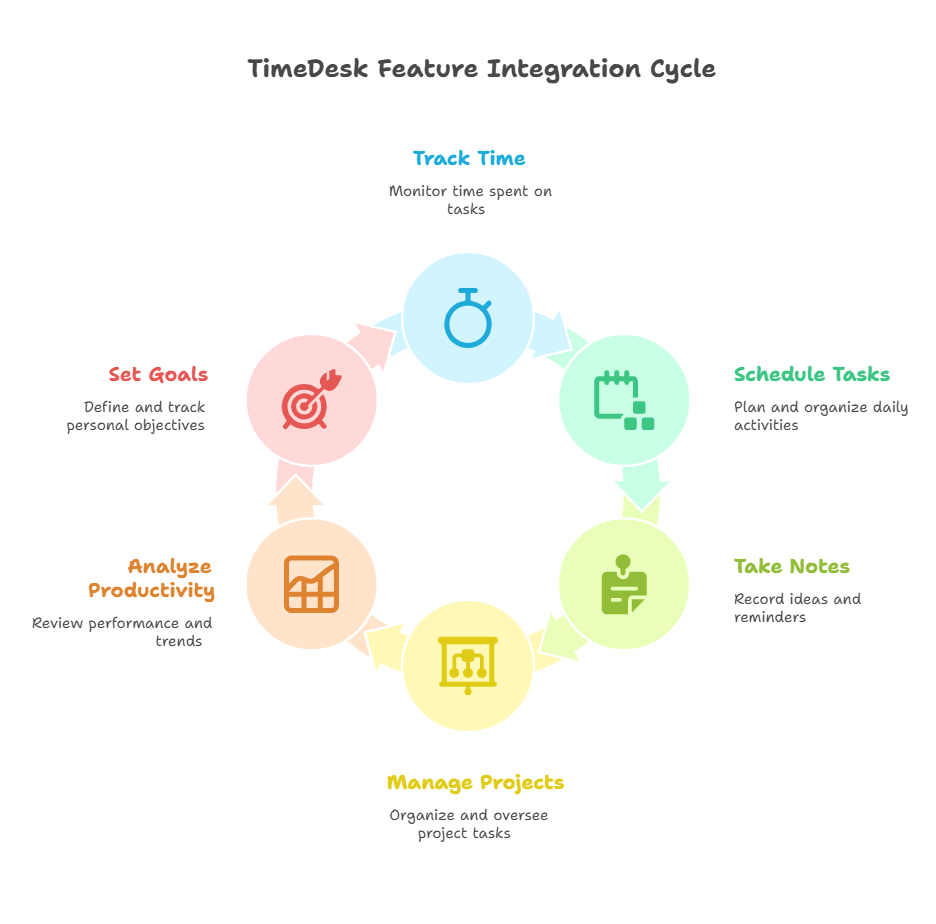 TimeDesk Feature Integration Cycle
Track Time
Monitor time spent on
tasks
Set Goals
Define and track
personal objectives
Schedule Tasks
Plan and organize daily
activities
Analyze
Productivity
Review performance and
trends
Take Notes
Record ideas and
reminders
Manage Projects
Organize and oversee
project tasks